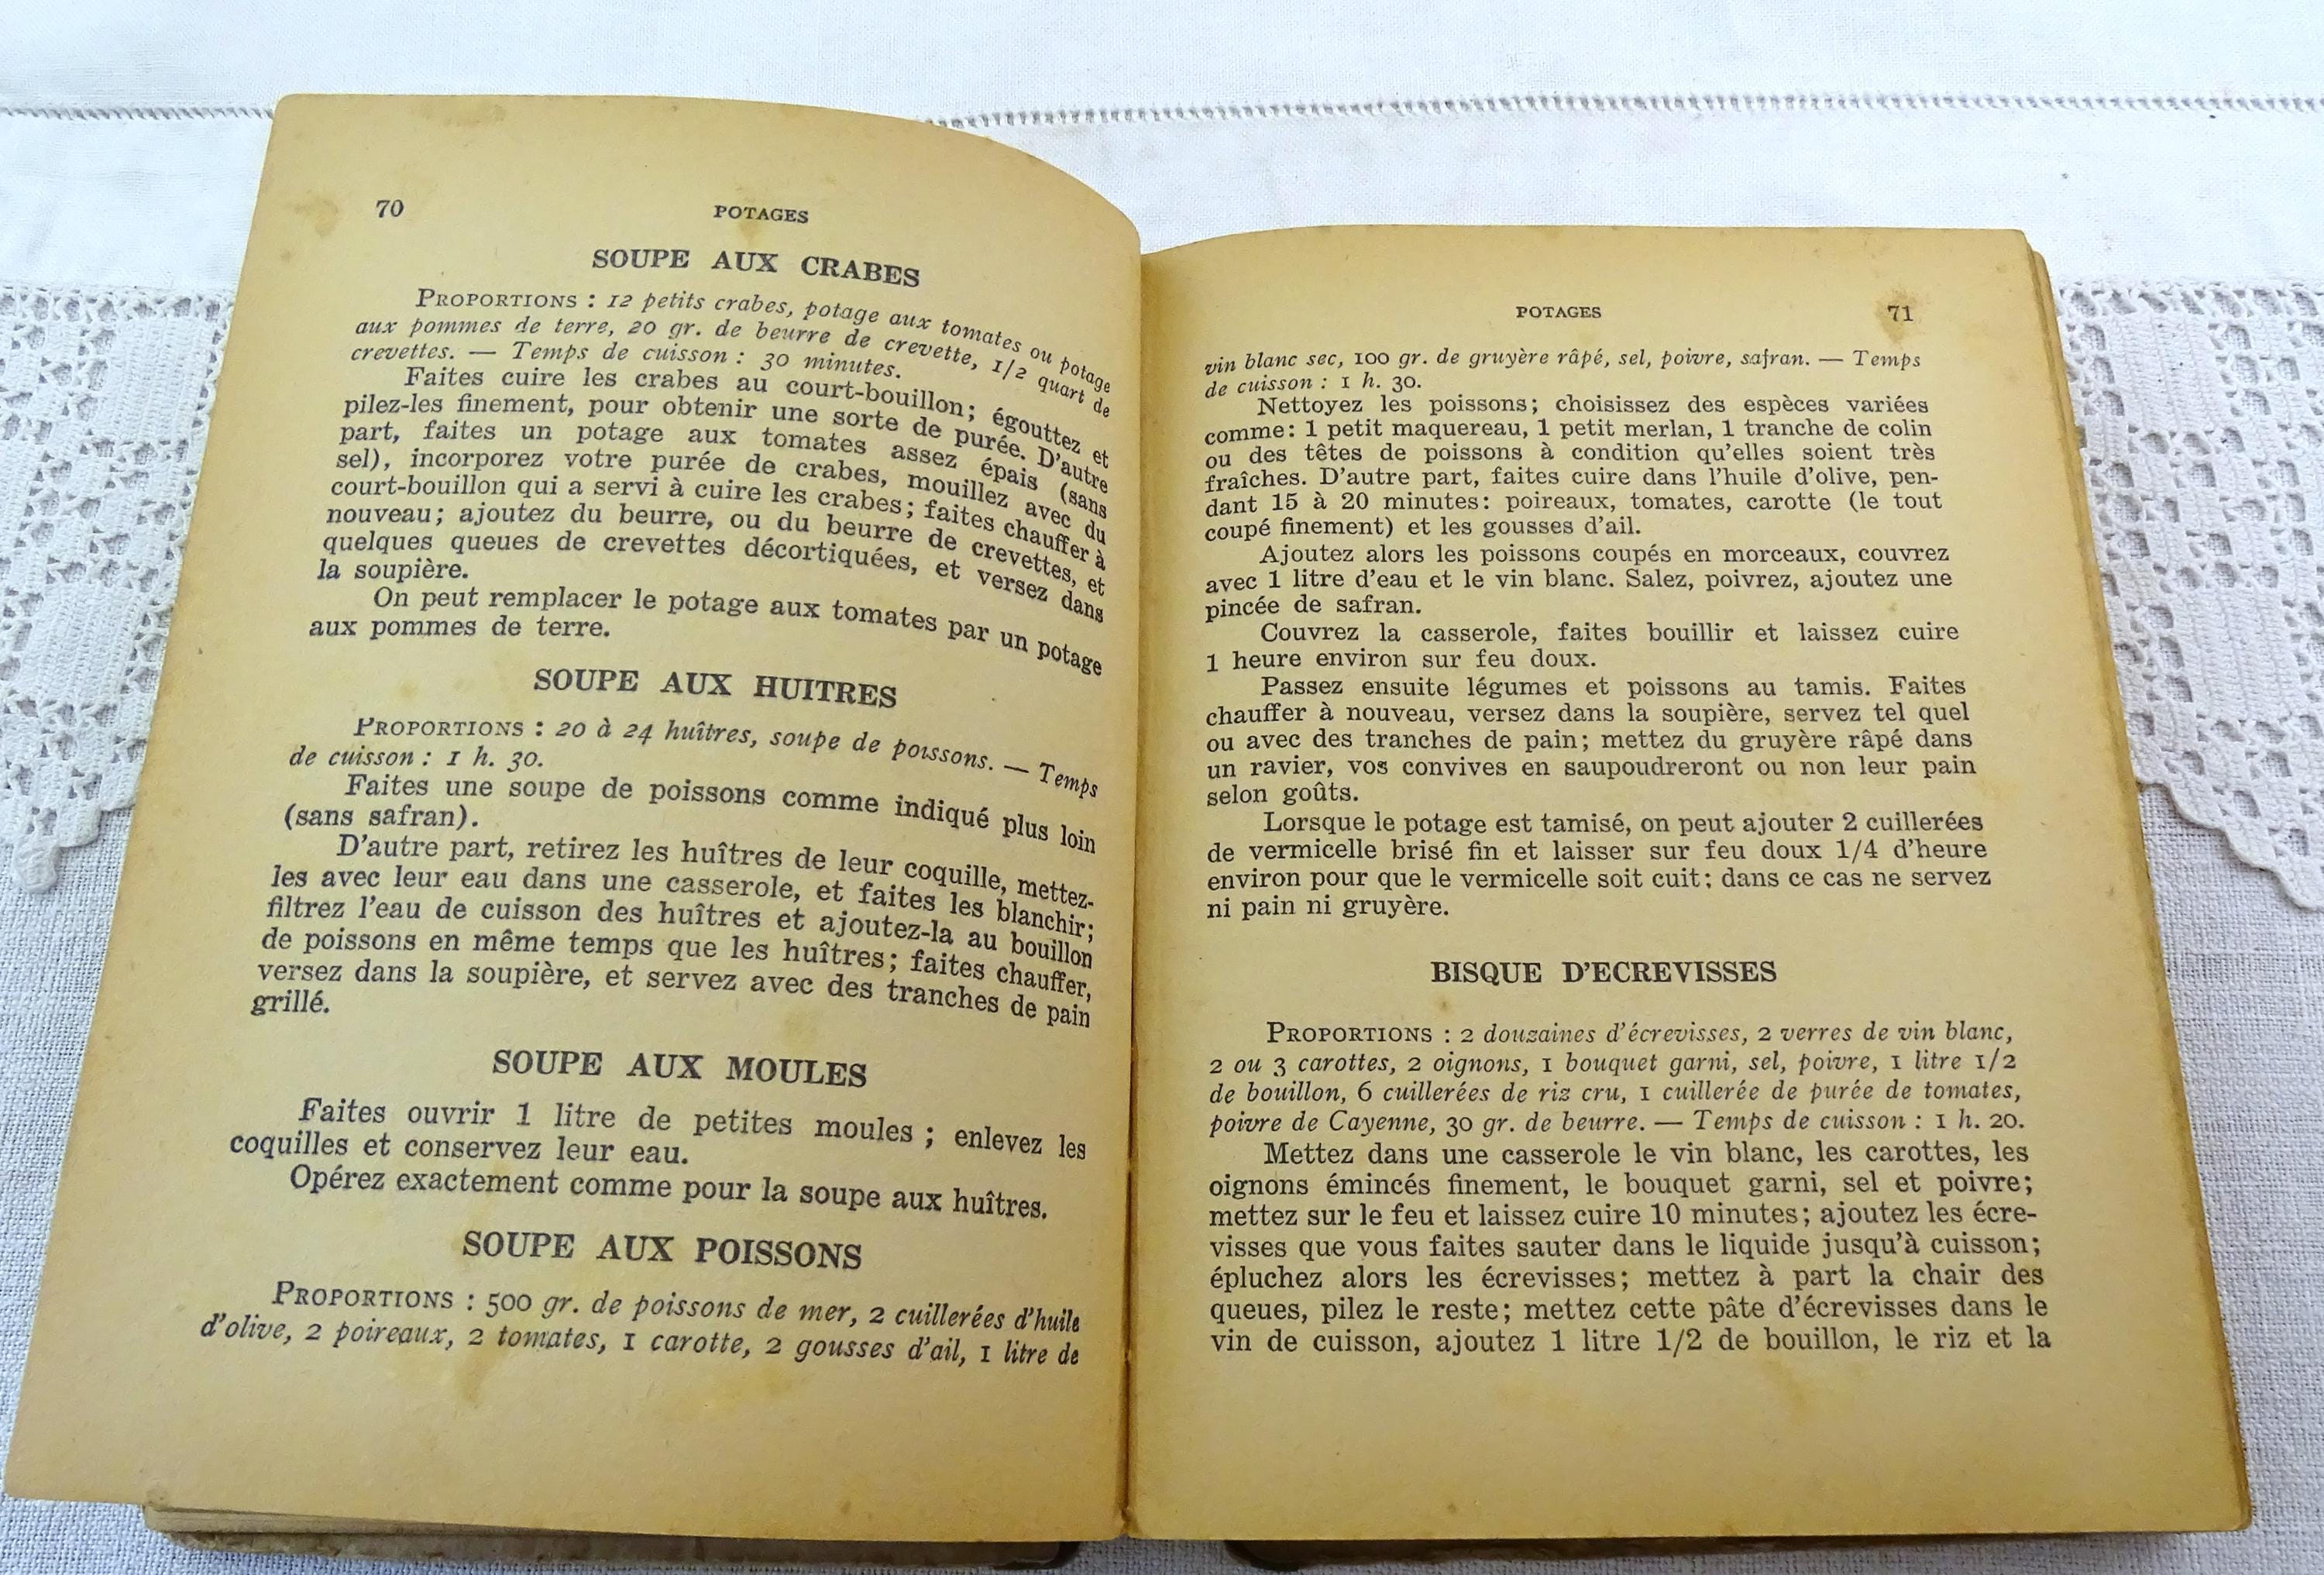 70
POTAGES
SOUPE AUX CRABES
PROPORTIONS : 12 petits crabes, potage aux tomates ou potage
aux pommes de terre, 20 gr. de beurre de crevette, 1/2 quart de
crevettes. — Temps de cuisson : 30 minutes.
Faites cuire les crabes au court-bouillon; égouttez et
pilez-les finement, pour obtenir une sorte de purée. D'autre
part, faites un potage aux tomates assez épais (sans
sel), incorporez votre purée de crabes, mouillez avec du
court-bouillon qui a servi à cuire les crabes; faites chauffer à
nouveau; ajoutez du beurre, ou du beurre de crevettes, et
quelques queues de crevettes décortiquées, et versez dans
la soupière.
On peut remplacer le potage aux tomates par un potage
aux pommes de terre.
SOUPE AUX HUITRES
PROPORTIONS : 20 à 24 huîtres, soupe de poissons. — Temps
de cuisson : 1 h. 30.
Faites une soupe de poissons comme indiqué plus loin
(sans safran).
D'autre part, retirez les huîtres de leur coquille, mettez-
les avec leur eau dans une casserole, et faites les blanchir;
filtrez l'eau de cuisson des huîtres et ajoutez-la au bouillon
de poissons en même temps que les huîtres; faites chauffer,
versez dans la soupière, et servez avec des tranches de pain
grillé.
SOUPE AUX MOULES
Faites ouvrir 1 litre de petites moules ; enlevez les
coquilles et conservez leur eau.
Opérez exactement comme pour la soupe aux huîtres.
SOUPE AUX POISSONS
PROPORTIONS : 500 gr. de poissons de mer, 2 cuillerées d'huile
d'olive, 2 poireaux, 2 tomates, 1 carotte, 2 gousses d'ail, 1 litre de
POTAGES
71
vin blanc sec, 100 gr. de gruyère râpé, sel, poivre, safran. — Temps
de cuisson : 1 h. 30.
Nettoyez les poissons; choisissez des espèces variées
comme: 1 petit maquereau, 1 petit merlan, 1 tranche de colin
ou des têtes de poissons à condition qu'elles soient très
fraîches. D'autre part, faites cuire dans l'huile d'olive, pen-
dant 15 à 20 minutes: poireaux, tomates, carotte (le tout
coupé finement) et les gousses d'ail.
Ajoutez alors les poissons coupés en morceaux, couvrez
avec 1 litre d'eau et le vin blanc. Salez, poivrez, ajoutez une
pincée de safran.
Couvrez la casserole, faites bouillir et laissez cuire
1 heure environ sur feu doux.
Passez ensuite légumes et poissons au tamis. Faites
chauffer à nouveau, versez dans la soupière, servez tel quel
ou avec des tranches de pain; mettez du gruyère râpé dans
un ravier, vos convives en saupoudreront ou non leur pain
selon goûts.
Lorsque le potage est tamisé, on peut ajouter 2 cuillerées
de vermicelle brisé fin et laisser sur feu doux 1/4 d'heure
environ pour que le vermicelle soit cuit; dans ce cas ne servez
ni pain ni gruyère.
BISQUE D'ECREVISSES
PROPORTIONS : 2 douzaines d'écrevisses, 2 verres de vin blanc,
2 ou 3 carottes, 2 oignons, 1 bouquet garni, sel, poivre, 1 litre 1/2
de bouillon, 6 cuillerées de riz cru, 1 cuillerée de purée de tomates,
poivre de Cayenne, 30 gr. de beurre. — Temps de cuisson : 1 h. 20.
Mettez dans une casserole le vin blanc, les carottes, les
oignons émincés finement, le bouquet garni, sel et poivre;
mettez sur le feu et laissez cuire 10 minutes; ajoutez les écre-
visses que vous faites sauter dans le liquide jusqu'à cuisson;
épluchez alors les écrevisses; mettez à part la chair des
queues, pilez le reste; mettez cette pâte d'écrevisses dans le
vin de cuisson, ajoutez 1 litre 1/2 de bouillon, le riz et la